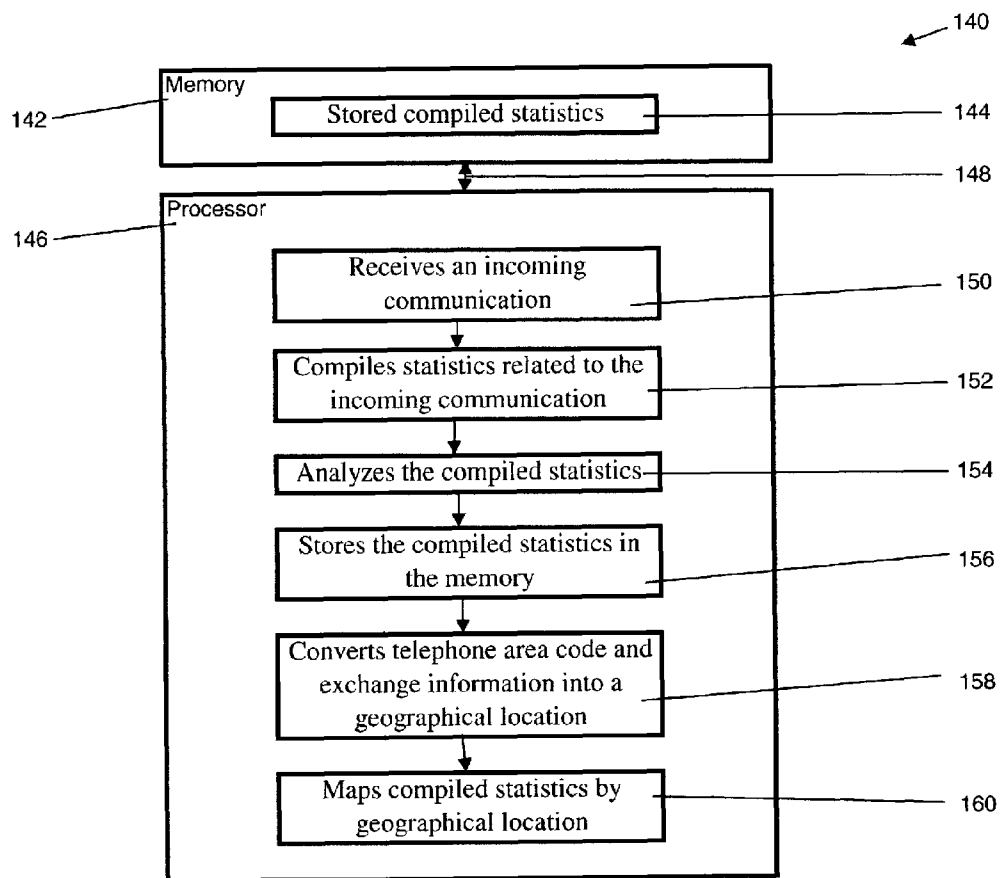 140
Memory
142
Stored compiled statistics
144
148
Processor
146
Receives an incoming
communication
150
Compiles statistics related to the
incoming communication
152
Analyzes the compiled statistics
154
Stores the compiled statistics in
the memory
156
Converts telephone area code and
exchange information into a
geographical location
158
Maps compiled statistics by
geographical location
160